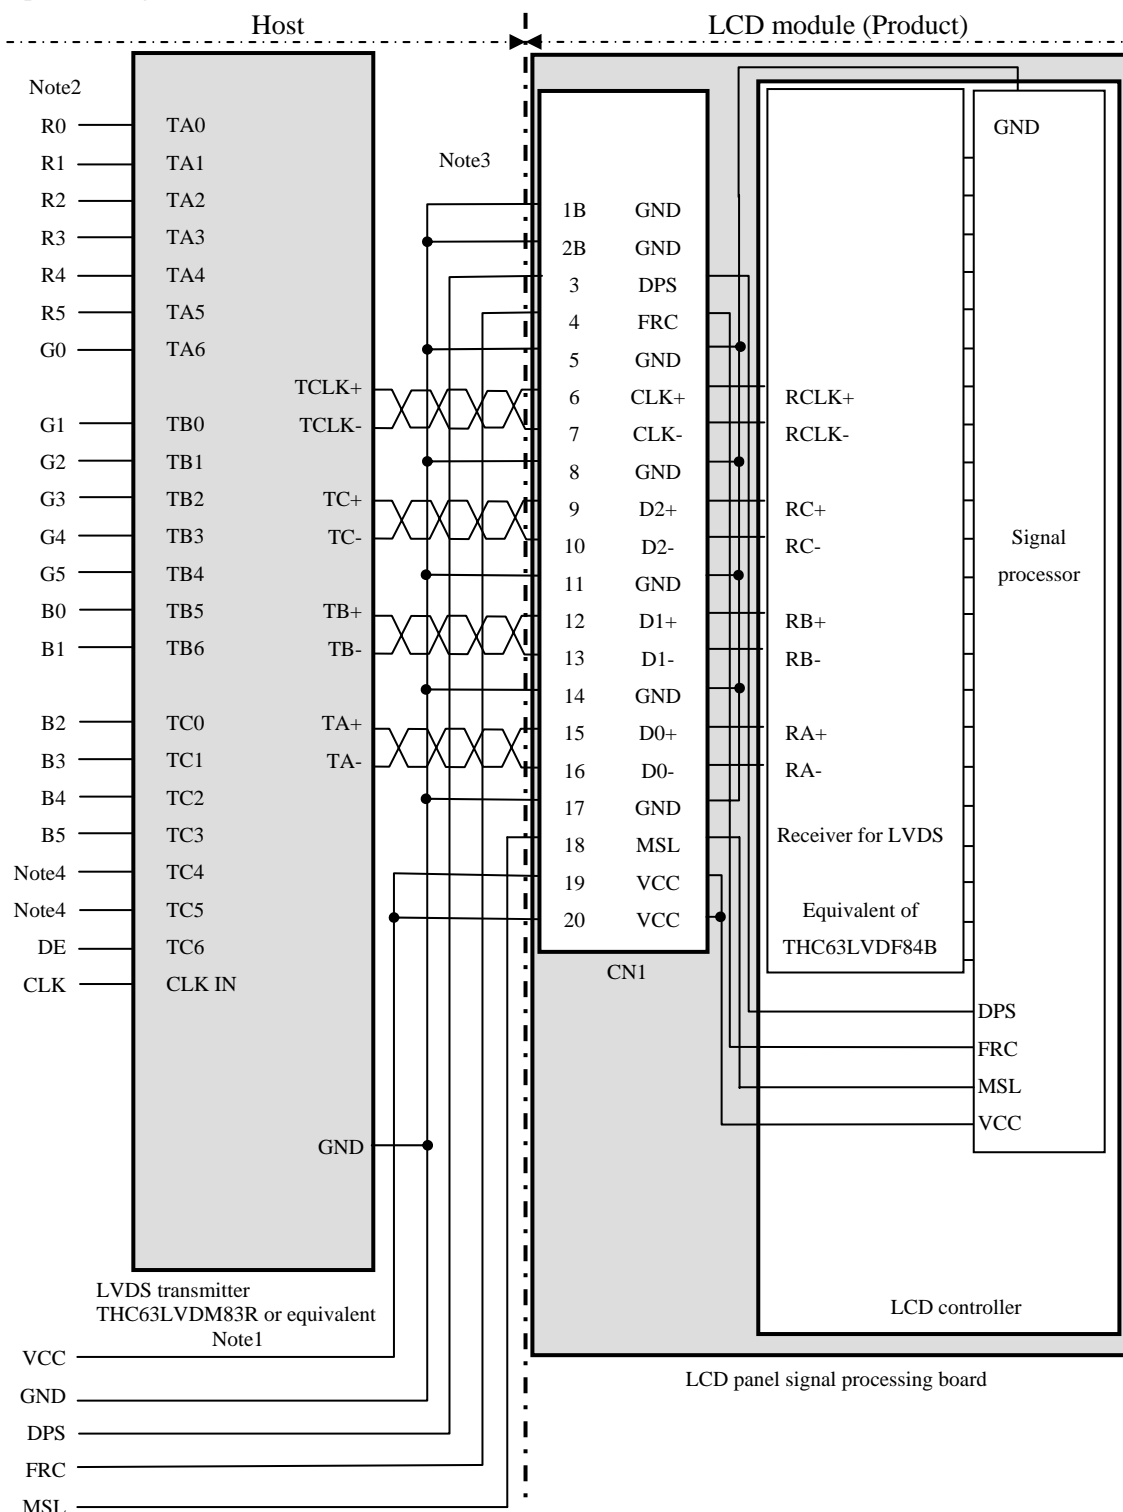 Host
LCD module (Product)
Note2
R0 TA0
R1 TA1
R2 TA2
R3 TA3
R4 TA4
R5 TA5
G0 TA6
G1 TB0
G2 TB1
G3 TB2
G4 TB3
G5 TB4
B0 TB5
B1 TB6
B2 TC0
B3 TC1
B4 TC2
B5 TC3
Note4 TC4
Note4 TC5
DE TC6
CLK CLK IN
TCLK+
TCLK-
TC+
TC-
TB+
TB-
TA+
TA-
GND
LVDS transmitter
THC63LVDM83R or equivalent
Note1
VCC
GND
DPS
FRC
MSL
Note3
1B GND
2B GND
3 DPS
4 FRC
5 GND
6 CLK+
7 CLK-
8 GND
9 D2+
10 D2-
11 GND
12 D1+
13 D1-
14 GND
15 D0+
16 D0-
17 GND
18 MSL
19 VCC
20 VCC
CN1
RCLK+
RCLK-
RC+
RC-
RB+
RB-
RA+
RA-
Receiver for LVDS
Equivalent of
THC63LVDF84B
GND
Signal
processor
DPS
FRC
MSL
VCC
LCD controller
LCD panel signal processing board